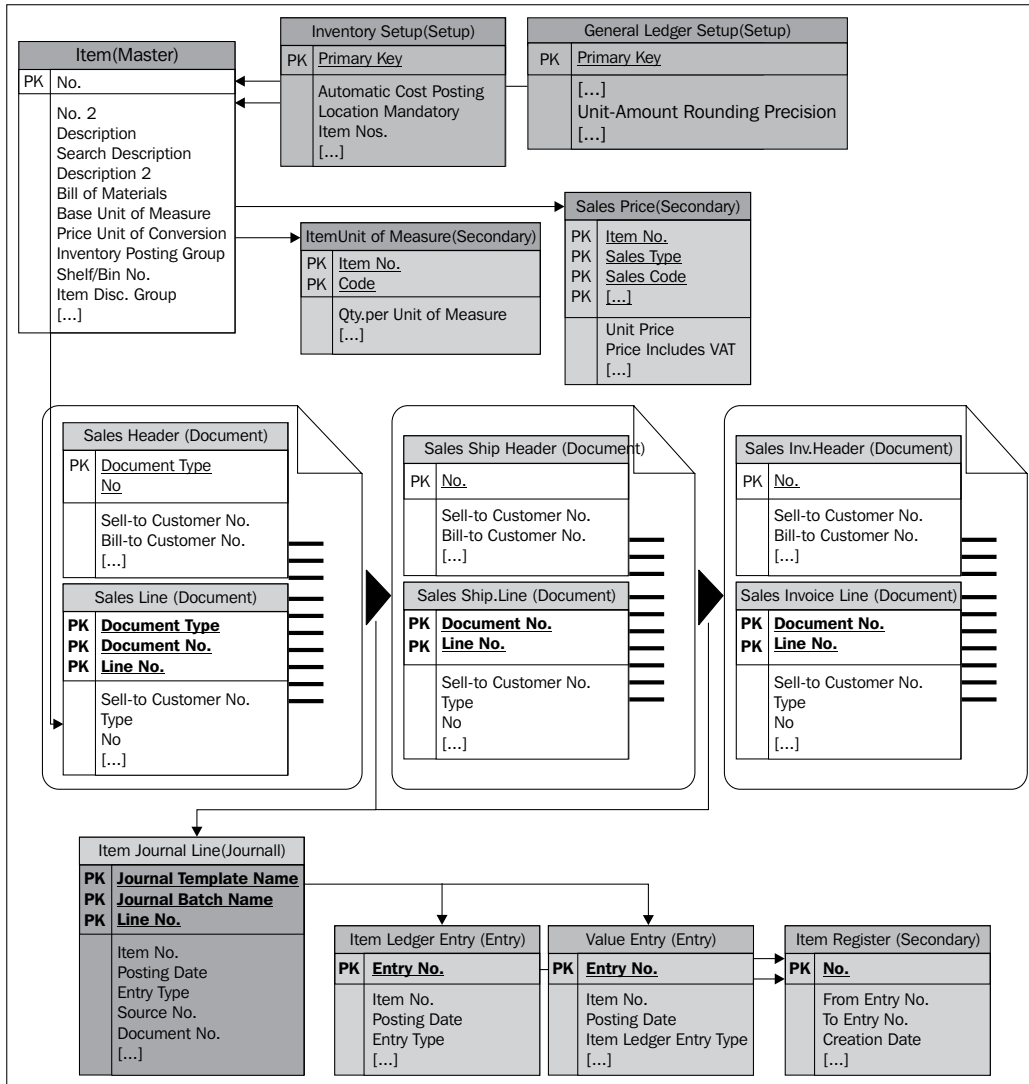 Item(Master)
PK No.
No. 2
Description
Search Description
Description 2
Bill of Materials
Base Unit of Measure
Price Unit of Conversion
Inventory Posting Group
Shelf/Bin No.
Item Disc. Group
[...]
Inventory Setup(Setup)
PK Primary Key
Automatic Cost Posting
Location Mandatory
Item Nos.
[...]
General Ledger Setup(Setup)
PK Primary Key
[...]
Unit-Amount Rounding Precision
[...]
ItemUnit of Measure(Secondary)
PK Item No.
PK Code
Qty.per Unit of Measure
[...]
Sales Price(Secondary)
PK Item No.
PK Sales Type
PK Sales Code
PK [...]
Unit Price
Price Includes VAT
[...]
Sales Header (Document)
PK Document Type
No
Sell-to Customer No.
Bill-to Customer No.
[...]
Sales Line (Document)
PK Document Type
PK Document No.
PK Line No.
Sell-to Customer No.
Type
No
[...]
Sales Ship Header (Document)
PK No.
Sell-to Customer No.
Bill-to Customer No.
[...]
Sales Ship.Line (Document)
PK Document No.
PK Line No.
Sell-to Customer No.
Type
No
[...]
Sales Inv.Header (Document)
PK No.
Sell-to Customer No.
Bill-to Customer No.
[...]
Sales Invoice Line (Document)
PK Document No.
PK Line No.
Sell-to Customer No.
Type
No
[...]
Item Journal Line(Journall)
PK Journal Template Name
PK Journal Batch Name
PK Line No.
Item No.
Posting Date
Entry Type
Source No.
Document No.
[...]
Item Ledger Entry (Entry)
PK Entry No.
Item No.
Posting Date
Entry Type
[...]
Value Entry (Entry)
PK Entry No.
Item No.
Posting Date
Item Ledger Entry Type
[...]
Item Register (Secondary)
PK No.
From Entry No.
To Entry No.
Creation Date
[...]